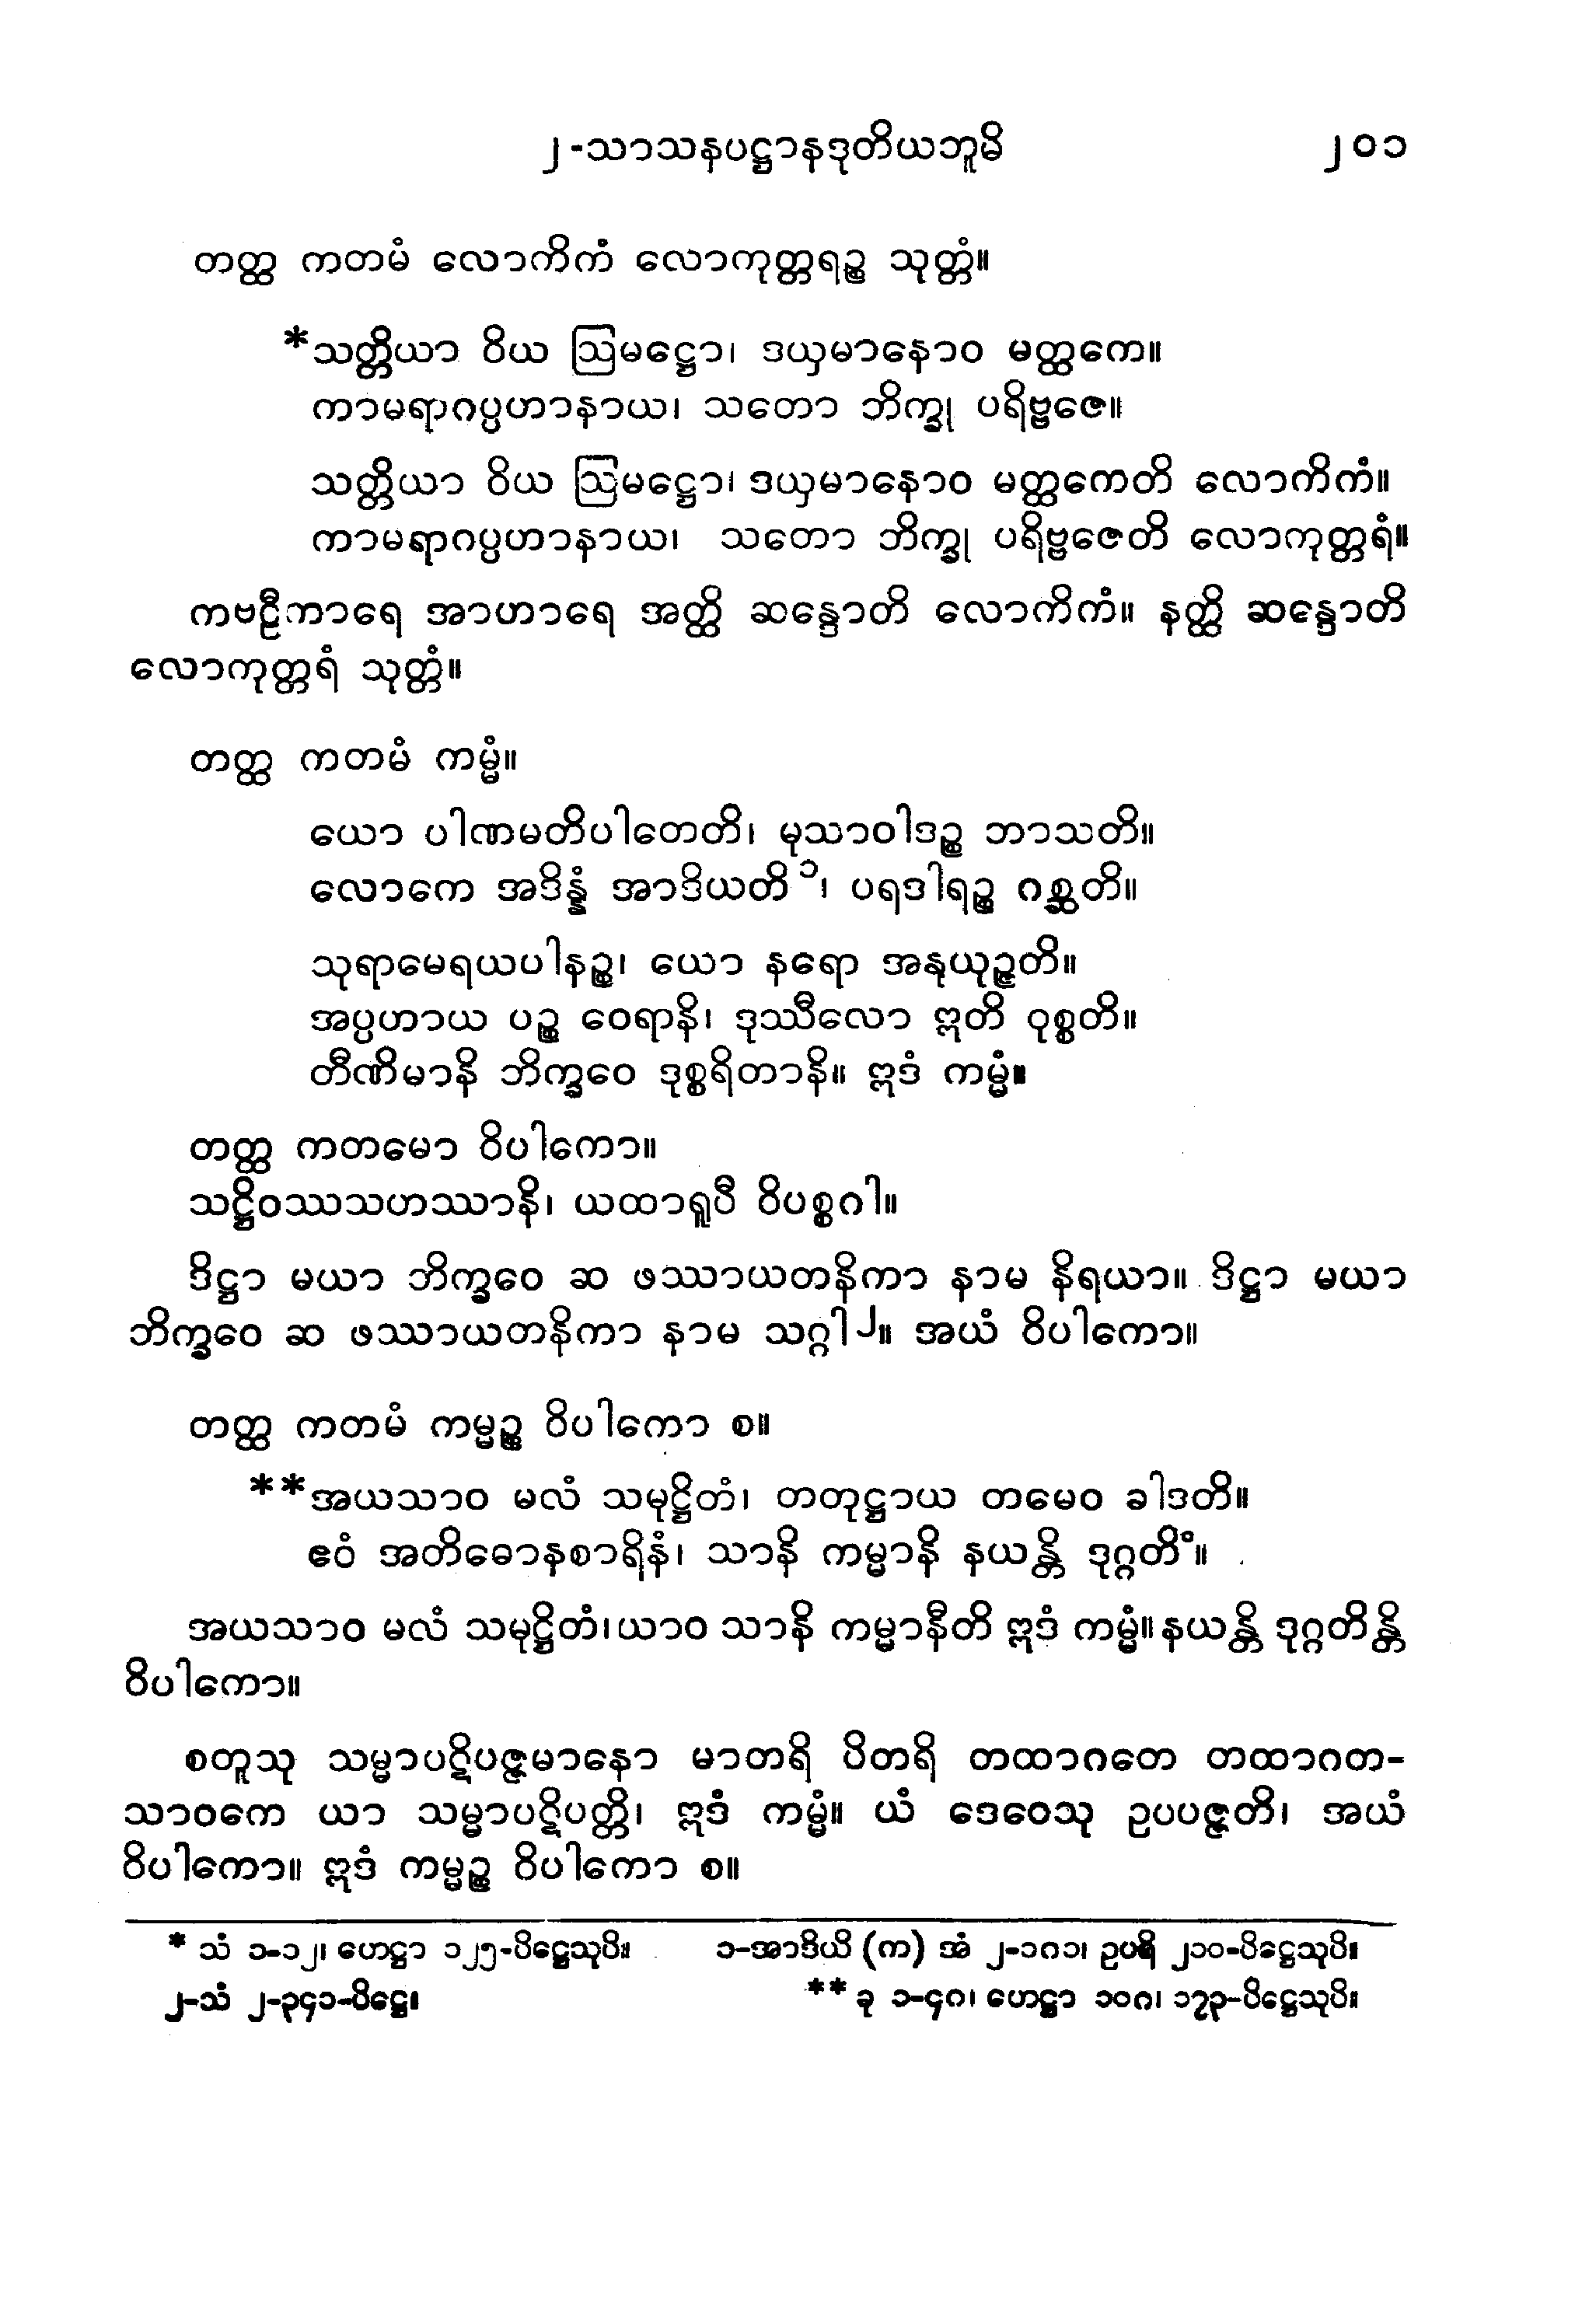 ၂-သာသနပဋ္ဌာနဒုတိယဘူမိ ၂၀၁
တတ္ထ ကတမံ လောကိကံ လောကုတ္တရဉ္စ သုတ္တံ။
*သတ္တိယာ ဝိယ ဩမဋ္ဌော၊ ဒယှမာနောဝ မတ္ထကေ။
ကာမရာဂပ္ပဟာနာယ၊ သတော ဘိက္ခု ပရိဗ္ဗဇေ။
သတ္တိယာ ဝိယ ဩမဋ္ဌော၊ ဒယှမာနောဝ မတ္ထကေတိ လောကိကံ။
ကာမရာဂပ္ပဟာနာယ၊ သတော ဘိက္ခု ပရိဗ္ဗဇေတိ လောကုတ္တရံ။
ကဗဠီကာရေ အာဟာရေ အတ္ထိ ဆန္ဒောတိ လောကိကံ။ နတ္ထိ ဆန္ဒောတိ
လောကုတ္တရံ သုတ္တံ။
တတ္ထ ကတမံ ကမ္မံ။
ယော ပါဏမတိပါတေတိ၊ မုသာဝါဒဉ္စ ဘာသတိ။
လောကေ အဒိန္နံ အာဒိယတိ ၁၊ ပရဒါရဉ္စ ဂစ္ဆတိ။
သုရာမေရယပါနဉ္စ၊ ယော နရော အနုယုဉ္ဇတိ။
အပ္ပဟာယ ပဉ္စ ဝေရာနိ၊ ဒုဿီလော ဣတိ ဝုစ္စတိ။
တီဏိမာနိ ဘိက္ခဝေ ဒုစ္စရိတာနိ။ ဣဒံ ကမ္မံ။
တတ္ထ ကတမော ဝိပါကော။
သဋ္ဌိဝဿသဟဿာနိ၊ ယထာရူပီ ဝိပစ္စဂါ။
ဒိဋ္ဌာ မယာ ဘိက္ခဝေ ဆ ဖဿာယတနိကာ နာမ နိရယာ။ ဒိဋ္ဌာ မယာ
ဘိက္ခဝေ ဆ ဖဿာယတနိကာ နာမ သဂ္ဂါ ၂။ အယံ ဝိပါကော။
တတ္ထ ကတမံ ကမ္မဉ္စ ဝိပါကော စ။
**အယသာဝ မလံ သမုဋ္ဌိတံ၊ တတုဋ္ဌာယ တမေဝ ခါဒတိ။
ဧဝံ အတိဓောနစာရိနံ၊ သာနိ ကမ္မာနိ နယန္တိ ဒုဂ္ဂတိံ။
အယသာဝ မလံ သမုဋ္ဌိတံ၊ ယာဝ သာနိ ကမ္မာနီတိ ဣဒံ ကမ္မံ။ နယန္တိ ဒုဂ္ဂတိန္တိ
ဝိပါကော။
စတူသု သမ္မာပဋိပဇ္ဇမာနော မာတရိ ပိတရိ တထာဂတေ တထာဂတ-
သာဝကေ ယာ သမ္မာပဋိပတ္တိ၊ ဣဒံ ကမ္မံ။ ယံ ဒေဝေသု ဥပပဇ္ဇတိ၊ အယံ
ဝိပါကော။ ဣဒံ ကမ္မဉ္စ ဝိပါကော စ။
* သံ ၁-၁၂၊ ဟေဋ္ဌာ ၁၂၅-ပိဋ္ဌေသုပိ။ ၁-အာဒိယိ (က) အံ ၂-၁၈၁၊ ဥပရိ ၂၁၀-ပိဋ္ဌေသုပိ။
၂-သံ ၂-၃၄၁-ပိဋ္ဌေ။ ** ခု ၁-၄၈၊ ဟေဋ္ဌာ ၁၀၈၊ ၁၇၃-ပိဋ္ဌေသုပိ။